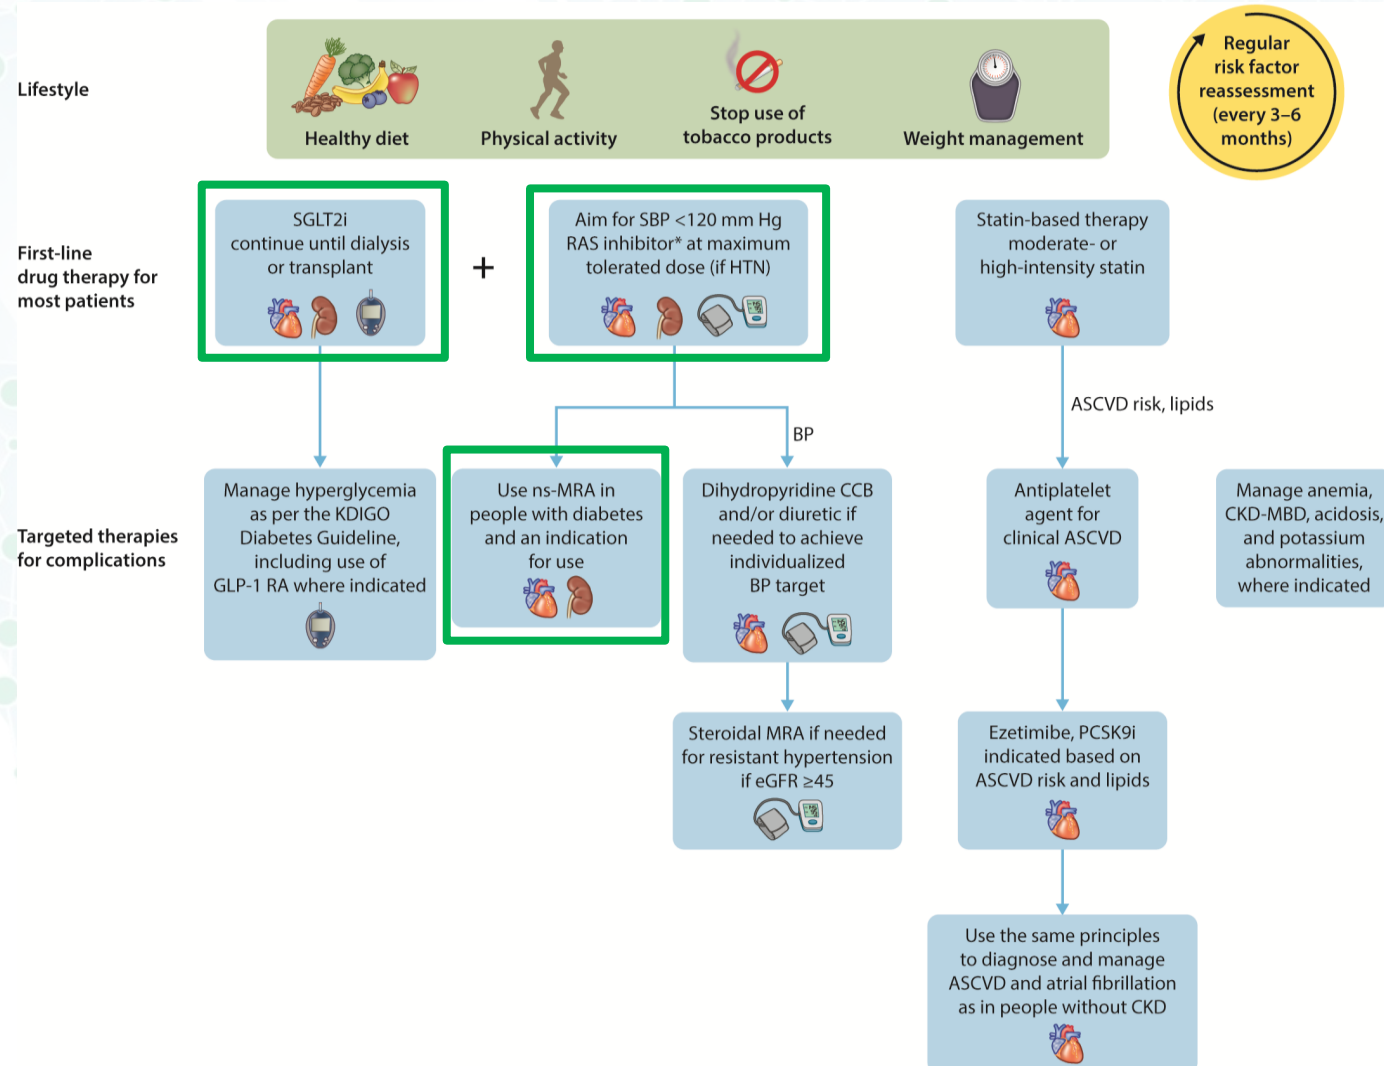 Lifestyle
Healthy diet
Physical activity
Stop use of
tobacco products
Weight management
Regular
risk factor
reassessment
(every 3–6
months)
First-line
drug therapy for
most patients
SGLT2i
continue until dialysis
or transplant
+
Aim for SBP <120 mm Hg
RAS inhibitor* at maximum
tolerated dose (if HTN)
Statin-based therapy
moderate- or
high-intensity statin
ASCVD risk, lipids
BP
Targeted therapies
for complications
Manage hyperglycemia
as per the KDIGO
Diabetes Guideline,
including use of
GLP-1 RA where indicated
Use ns-MRA in
people with diabetes
and an indication
for use
Dihydropyridine CCB
and/or diuretic if
needed to achieve
individualized
BP target
Antiplatelet
agent for
clinical ASCVD
Manage anemia,
CKD-MBD, acidosis,
and potassium
abnormalities,
where indicated
Steroidal MRA if needed
for resistant hypertension
if eGFR ≥45
Ezetimibe, PCSK9i
indicated based on
ASCVD risk and lipids
Use the same principles
to diagnose and manage
ASCVD and atrial fibrillation
as in people without CKD